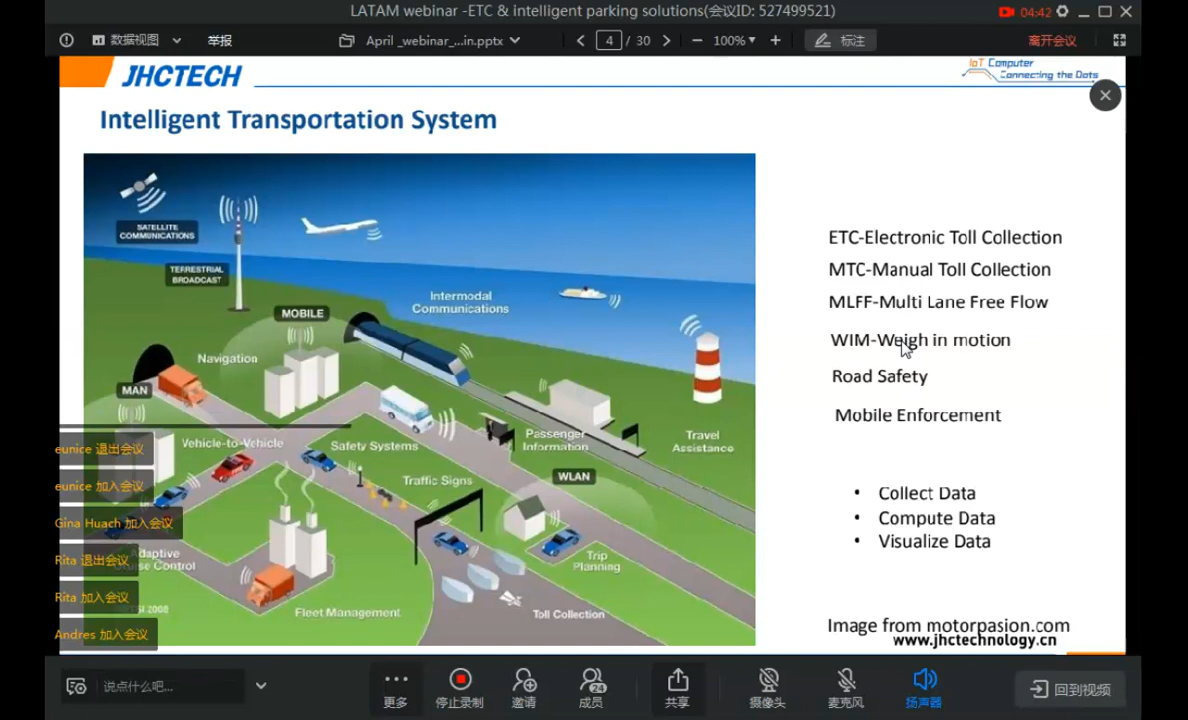 LATAM webinar -ETC & intelligent parking solutions(会议ID: 527499521)
04:42
数据视图
举报
April _webinar_...in.pptx
4 / 30
100%
标注
离开会议
JHCTECH
IoT Computer
Connecting the Dots
Intelligent Transportation System
SATELLITE
COMMUNICATIONS
TERRESTRIAL
BROADCAST
MOBILE
Intermodal
Communications
Navigation
MAN
Vehicle-to-Vehicle
Safety Systems
Passenger
Information
Travel
Assistance
Traffic Signs
WLAN
Adaptive
Cruise Control
Trip
Planning
Fleet Management
Toll Collection
2008
ETC-Electronic Toll Collection
MTC-Manual Toll Collection
MLFF-Multi Lane Free Flow
WIM-Weigh in motion
Road Safety
Mobile Enforcement
• Collect Data
• Compute Data
• Visualize Data
Image from motorpasion.com
www.jhctechnology.cn
eunice 退出会议
eunice 加入会议
Gina Huach 加入会议
Rita 退出会议
Rita 加入会议
Andres 加入会议
说点什么吧...
更多
停止录制
邀请
24
成员
共享
摄像头
麦克风
扬声器
回到视频